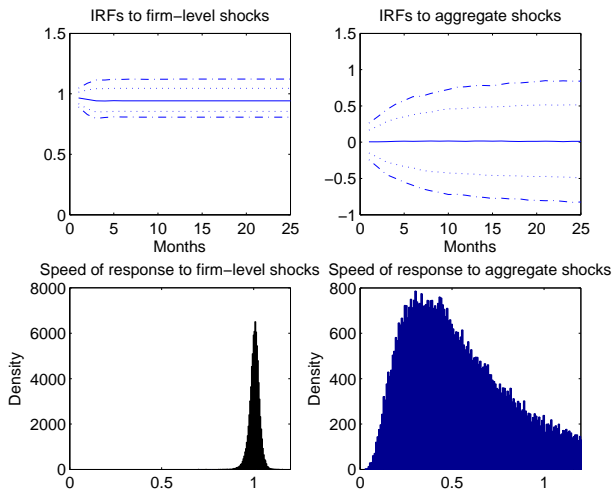 IRFs to firm−level shocks
1.5
1
0.5
0
0 5 10 15 20 25
Months
IRFs to aggregate shocks
1
0.5
0
−0.5
−1
0 5 10 15 20 25
Months
Speed of response to firm−level shocks
8000
6000
4000
2000
0
Density
0 0.5 1
Speed of response to aggregate shocks
800
600
400
200
0
Density
0 0.5 1